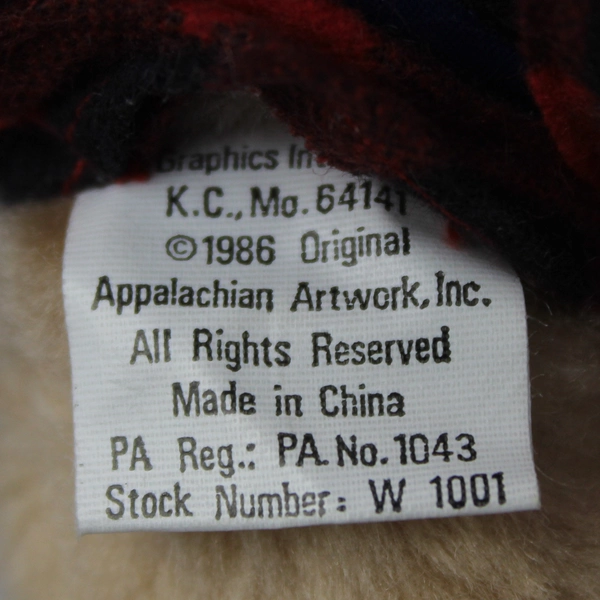 Graphics Int
K.C., Mo. 64141
©1986 Original
Appalachian Artwork, Inc.
All Rights Reserved
Made in China
PA Reg.: PA. No. 1043
Stock Number: W 1001